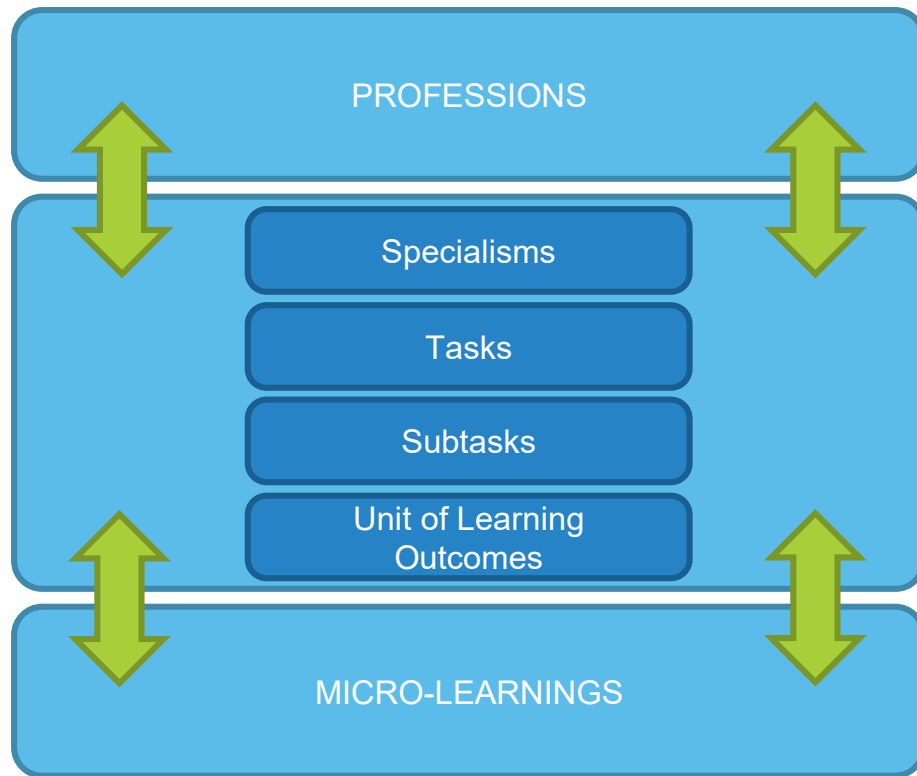 PROFESSIONS
Specialisms
Tasks
Subtasks
Unit of Learning
Outcomes
MICRO-LEARNINGS